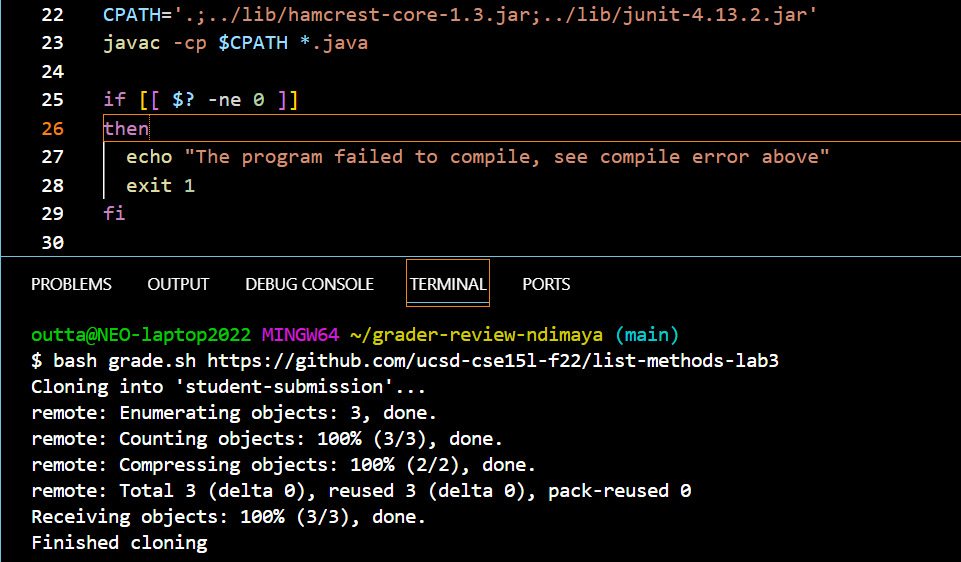 22 CPATH='.;../lib/hamcrest-core-1.3.jar;../lib/junit-4.13.2.jar'
23 javac -cp $CPATH *.java
24
25 if [[ $? -ne 0 ]]
26 then
27 echo "The program failed to compile, see compile error above"
28 exit 1
29 fi
30
PROBLEMS OUTPUT DEBUG CONSOLE TERMINAL PORTS
outta@NEO-laptop2022 MINGW64 ~/grader-review-ndimaya (main)
$ bash grade.sh https://github.com/ucsd-cse15l-f22/list-methods-lab3
Cloning into 'student-submission'...
remote: Enumerating objects: 3, done.
remote: Counting objects: 100% (3/3), done.
remote: Compressing objects: 100% (2/2), done.
remote: Total 3 (delta 0), reused 3 (delta 0), pack-reused 0
Receiving objects: 100% (3/3), done.
Finished cloning